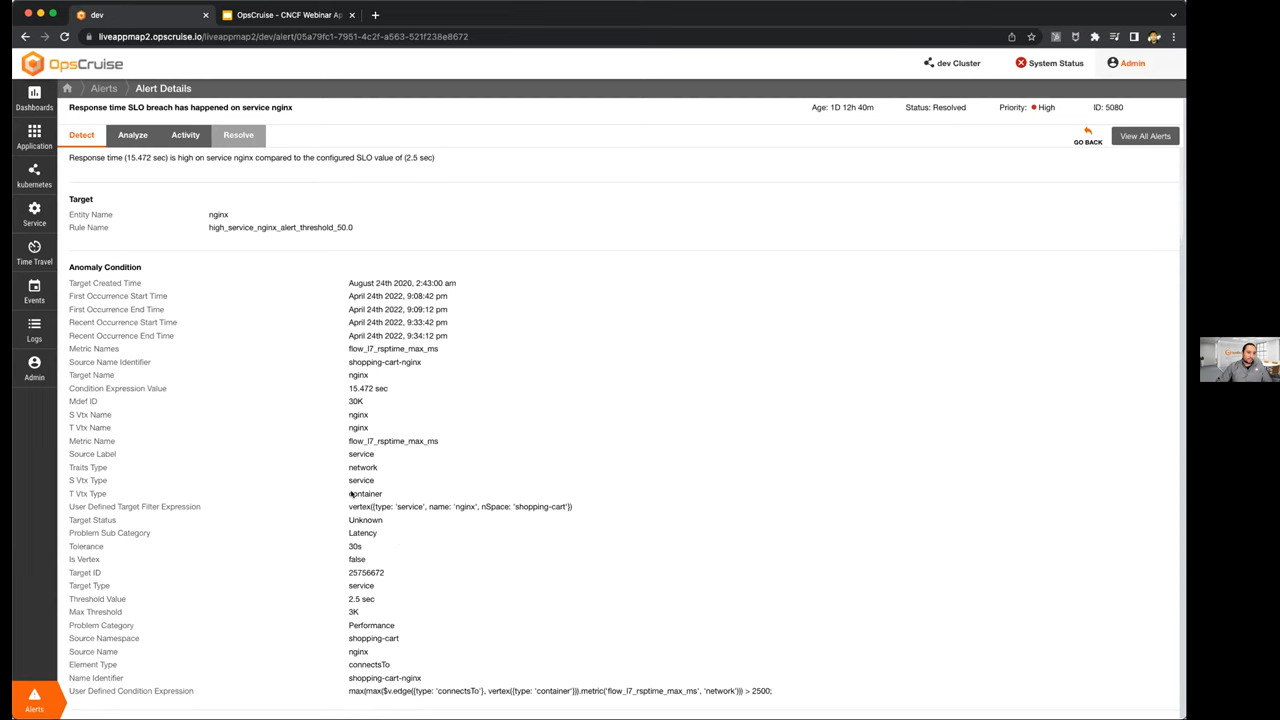 dev
OpsCruise - CNCF Webinar Ap
liveappmap2.opscruise.io/liveappmap2/dev/alert/05a79fc1-7951-4c2f-a563-521f238e8672
OpsCruise
dev Cluster
System Status
Admin
Dashboards
Application
kubernetes
Service
Time Travel
Events
Logs
Admin
Alerts
Alerts
Alert Details
Response time SLO breach has happened on service nginx
Age: 1D 12h 40m
Status: Resolved
Priority: High
ID: 5080
Detect
Analyze
Activity
Resolve
GO BACK
View All Alerts
Response time (15.472 sec) is high on service nginx compared to the configured SLO value of (2.5 sec)
Target
Entity Name nginx
Rule Name high_service_nginx_alert_threshold_50.0
Anomaly Condition
Target Created Time August 24th 2020, 2:43:00 am
First Occurrence Start Time April 24th 2022, 9:08:42 pm
First Occurrence End Time April 24th 2022, 9:09:12 pm
Recent Occurrence Start Time April 24th 2022, 9:33:42 pm
Recent Occurrence End Time April 24th 2022, 9:34:12 pm
Metric Names flow_l7_rsptime_max_ms
Source Name Identifier shopping-cart-nginx
Target Name nginx
Condition Expression Value 15.472 sec
Mdef ID 30K
S Vtx Name nginx
T Vtx Name nginx
Metric Name flow_l7_rsptime_max_ms
Source Label service
Traits Type network
S Vtx Type service
T Vtx Type container
User Defined Target Filter Expression vertex({type: 'service', name: 'nginx', nSpace: 'shopping-cart'})
Target Status Unknown
Problem Sub Category Latency
Tolerance 30s
Is Vertex false
Target ID 25756672
Target Type service
Threshold Value 2.5 sec
Max Threshold 3K
Problem Category Performance
Source Namespace shopping-cart
Source Name nginx
Element Type connectsTo
Name Identifier shopping-cart-nginx
User Defined Condition Expression max(max($v.edge({type: 'connectsTo'}, vertex({type: 'container'})).metric('flow_l7_rsptime_max_ms', 'network'))) > 2500;